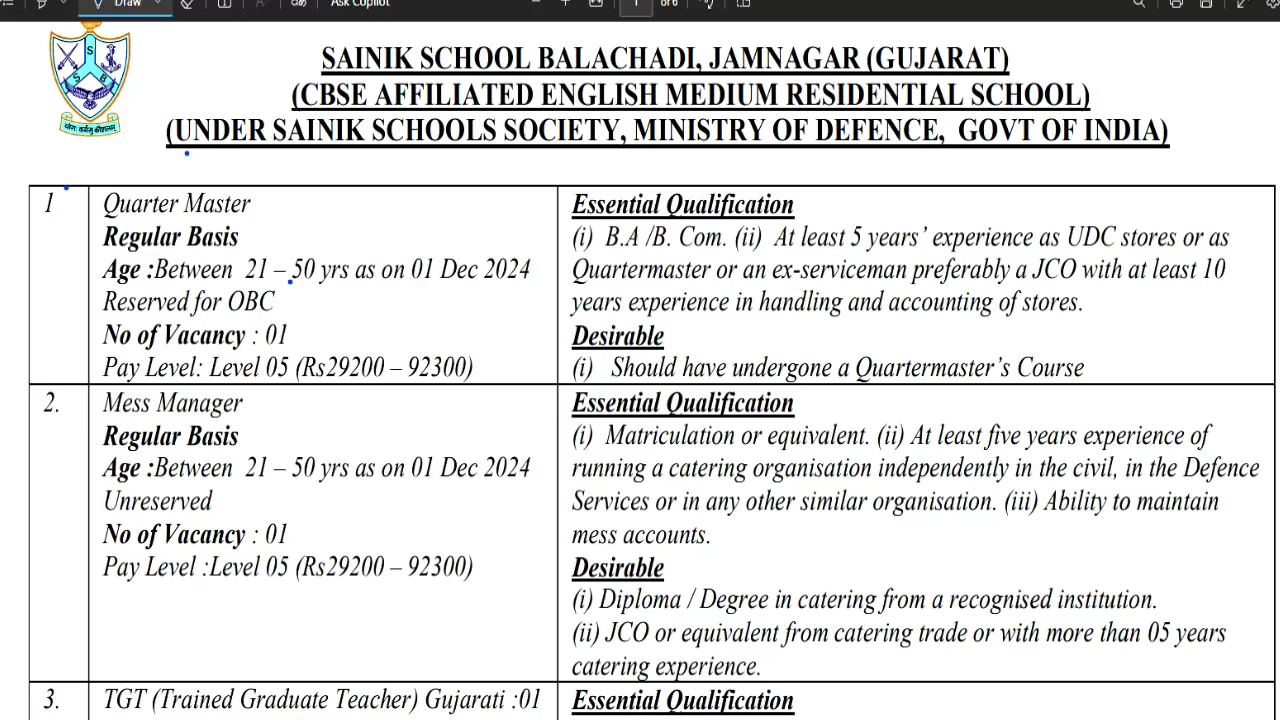 Draw
Ask Copilot
1 of 6
S
S B
SAINIK SCHOOL BALACHADI, JAMNAGAR (GUJARAT)
(CBSE AFFILIATED ENGLISH MEDIUM RESIDENTIAL SCHOOL)
(UNDER SAINIK SCHOOLS SOCIETY, MINISTRY OF DEFENCE, GOVT OF INDIA)
1
Quarter Master
Regular Basis
Age :Between 21 – 50 yrs as on 01 Dec 2024
Reserved for OBC
No of Vacancy : 01
Pay Level: Level 05 (Rs29200 – 92300)
Essential Qualification
(i) B.A /B. Com. (ii) At least 5 years’ experience as UDC stores or as
Quartermaster or an ex-serviceman preferably a JCO with at least 10
years experience in handling and accounting of stores.
Desirable
(i) Should have undergone a Quartermaster’s Course
2.
Mess Manager
Regular Basis
Age :Between 21 – 50 yrs as on 01 Dec 2024
Unreserved
No of Vacancy : 01
Pay Level :Level 05 (Rs29200 – 92300)
Essential Qualification
(i) Matriculation or equivalent. (ii) At least five years experience of
running a catering organisation independently in the civil, in the Defence
Services or in any other similar organisation. (iii) Ability to maintain
mess accounts.
Desirable
(i) Diploma / Degree in catering from a recognised institution.
(ii) JCO or equivalent from catering trade or with more than 05 years
catering experience.
3.
TGT (Trained Graduate Teacher) Gujarati :01
Essential Qualification